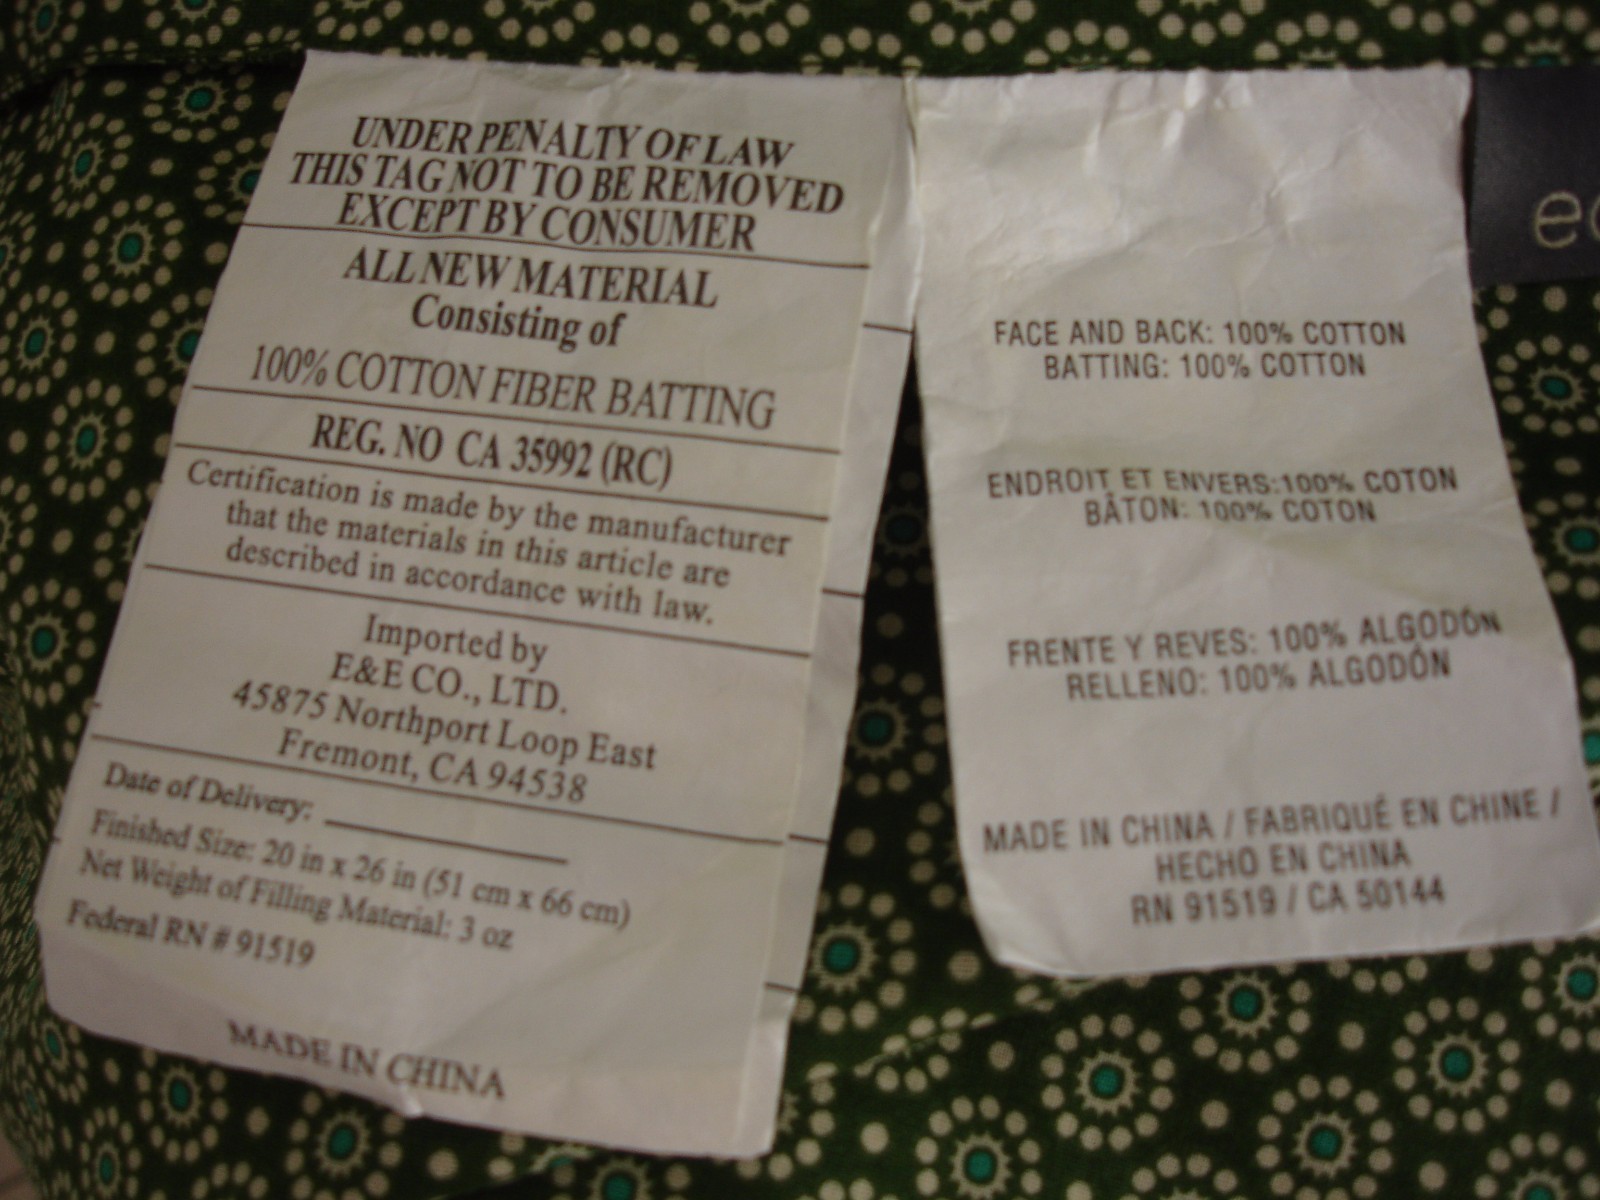 UNDER PENALTY OF LAW
THIS TAG NOT TO BE REMOVED
EXCEPT BY CONSUMER
ALL NEW MATERIAL
Consisting of
100% COTTON FIBER BATTING
REG. NO CA 35992 (RC)
Certification is made by the manufacturer
that the materials in this article are
described in accordance with law.
Imported by
E&E CO., LTD.
45875 Northport Loop East
Fremont, CA 94538
Date of Delivery:
Finished Size: 20 in x 26 in (51 cm x 66 cm)
Net Weight of Filling Material: 3 oz
Federal RN # 91519
MADE IN CHINA
FACE AND BACK: 100% COTTON
BATTING: 100% COTTON
ENDROIT ET ENVERS:100% COTON
BÂTON: 100% COTON
FRENTE Y REVES: 100% ALGODÓN
RELLENO: 100% ALGODÓN
MADE IN CHINA / FABRIQUÉ EN CHINE /
HECHO EN CHINA
RN 91519 / CA 50144